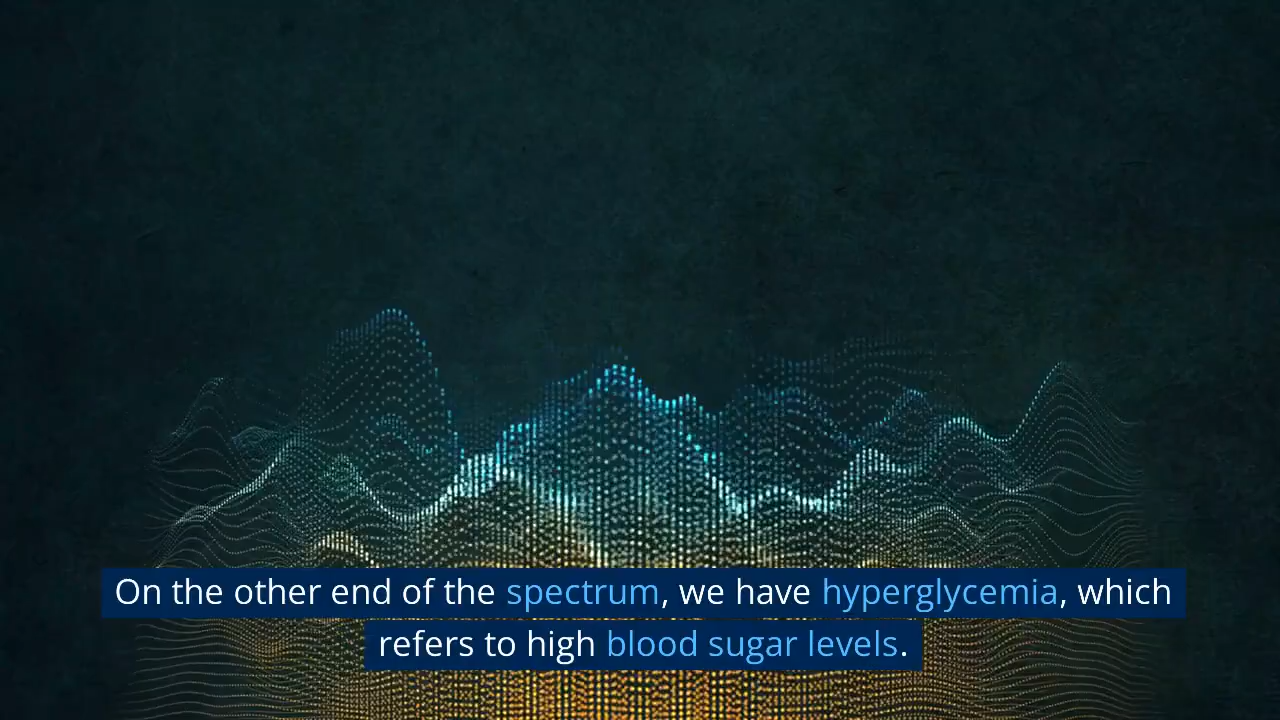 On the other end of the spectrum, we have hyperglycemia, which
refers to high blood sugar levels.